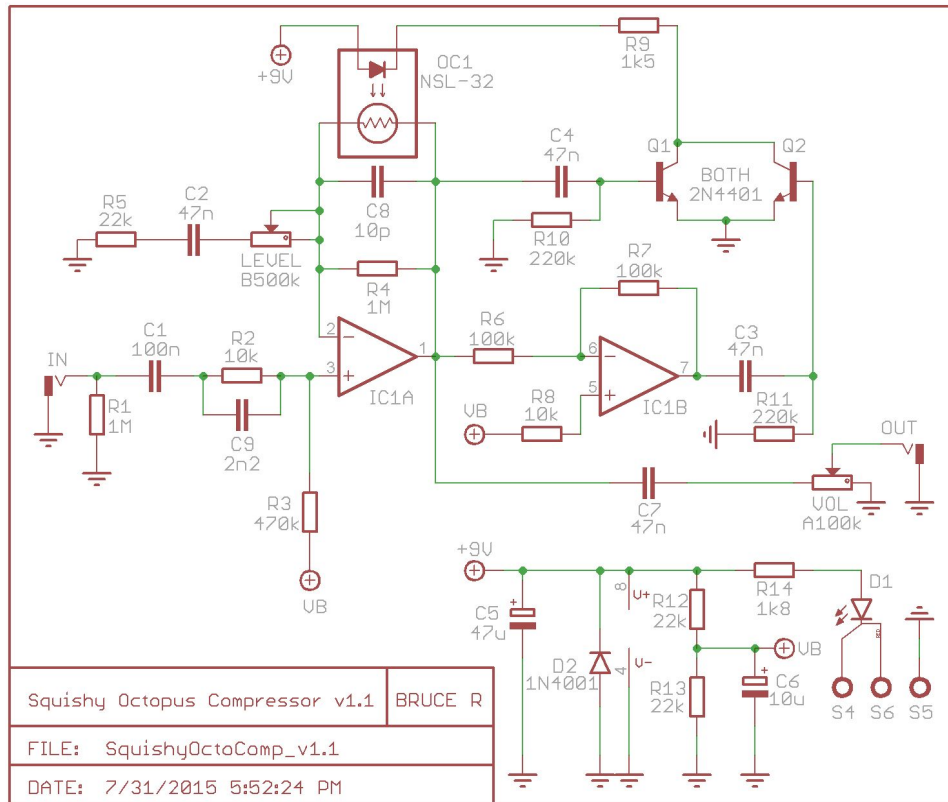 +9V
OC1
NSL-32
R9
1k5
C4
47n
Q1
Q2
BOTH
2N4401
R5
22k
C2
47n
C8
10p
LEVEL
B500k
R10
220k
R7
100k
R4
1M
IN
C1
100n
R2
10k
2
3
1
IC1A
R6
100k
6
5
7
IC1B
C3
47n
R1
1M
C9
2n2
VB
R8
10k
R11
220k
OUT
R3
470k
VB
C7
47n
VOL
A100k
+9V
C5
47u
D2
1N4001
8
V+
4
V-
R12
22k
R13
22k
R14
1k8
VB
C6
10u
D1
RED
S4
S6
S5
Squishy Octopus Compressor v1.1
BRUCE R
FILE: SquishyOctoComp_v1.1
DATE: 7/31/2015 5:52:24 PM